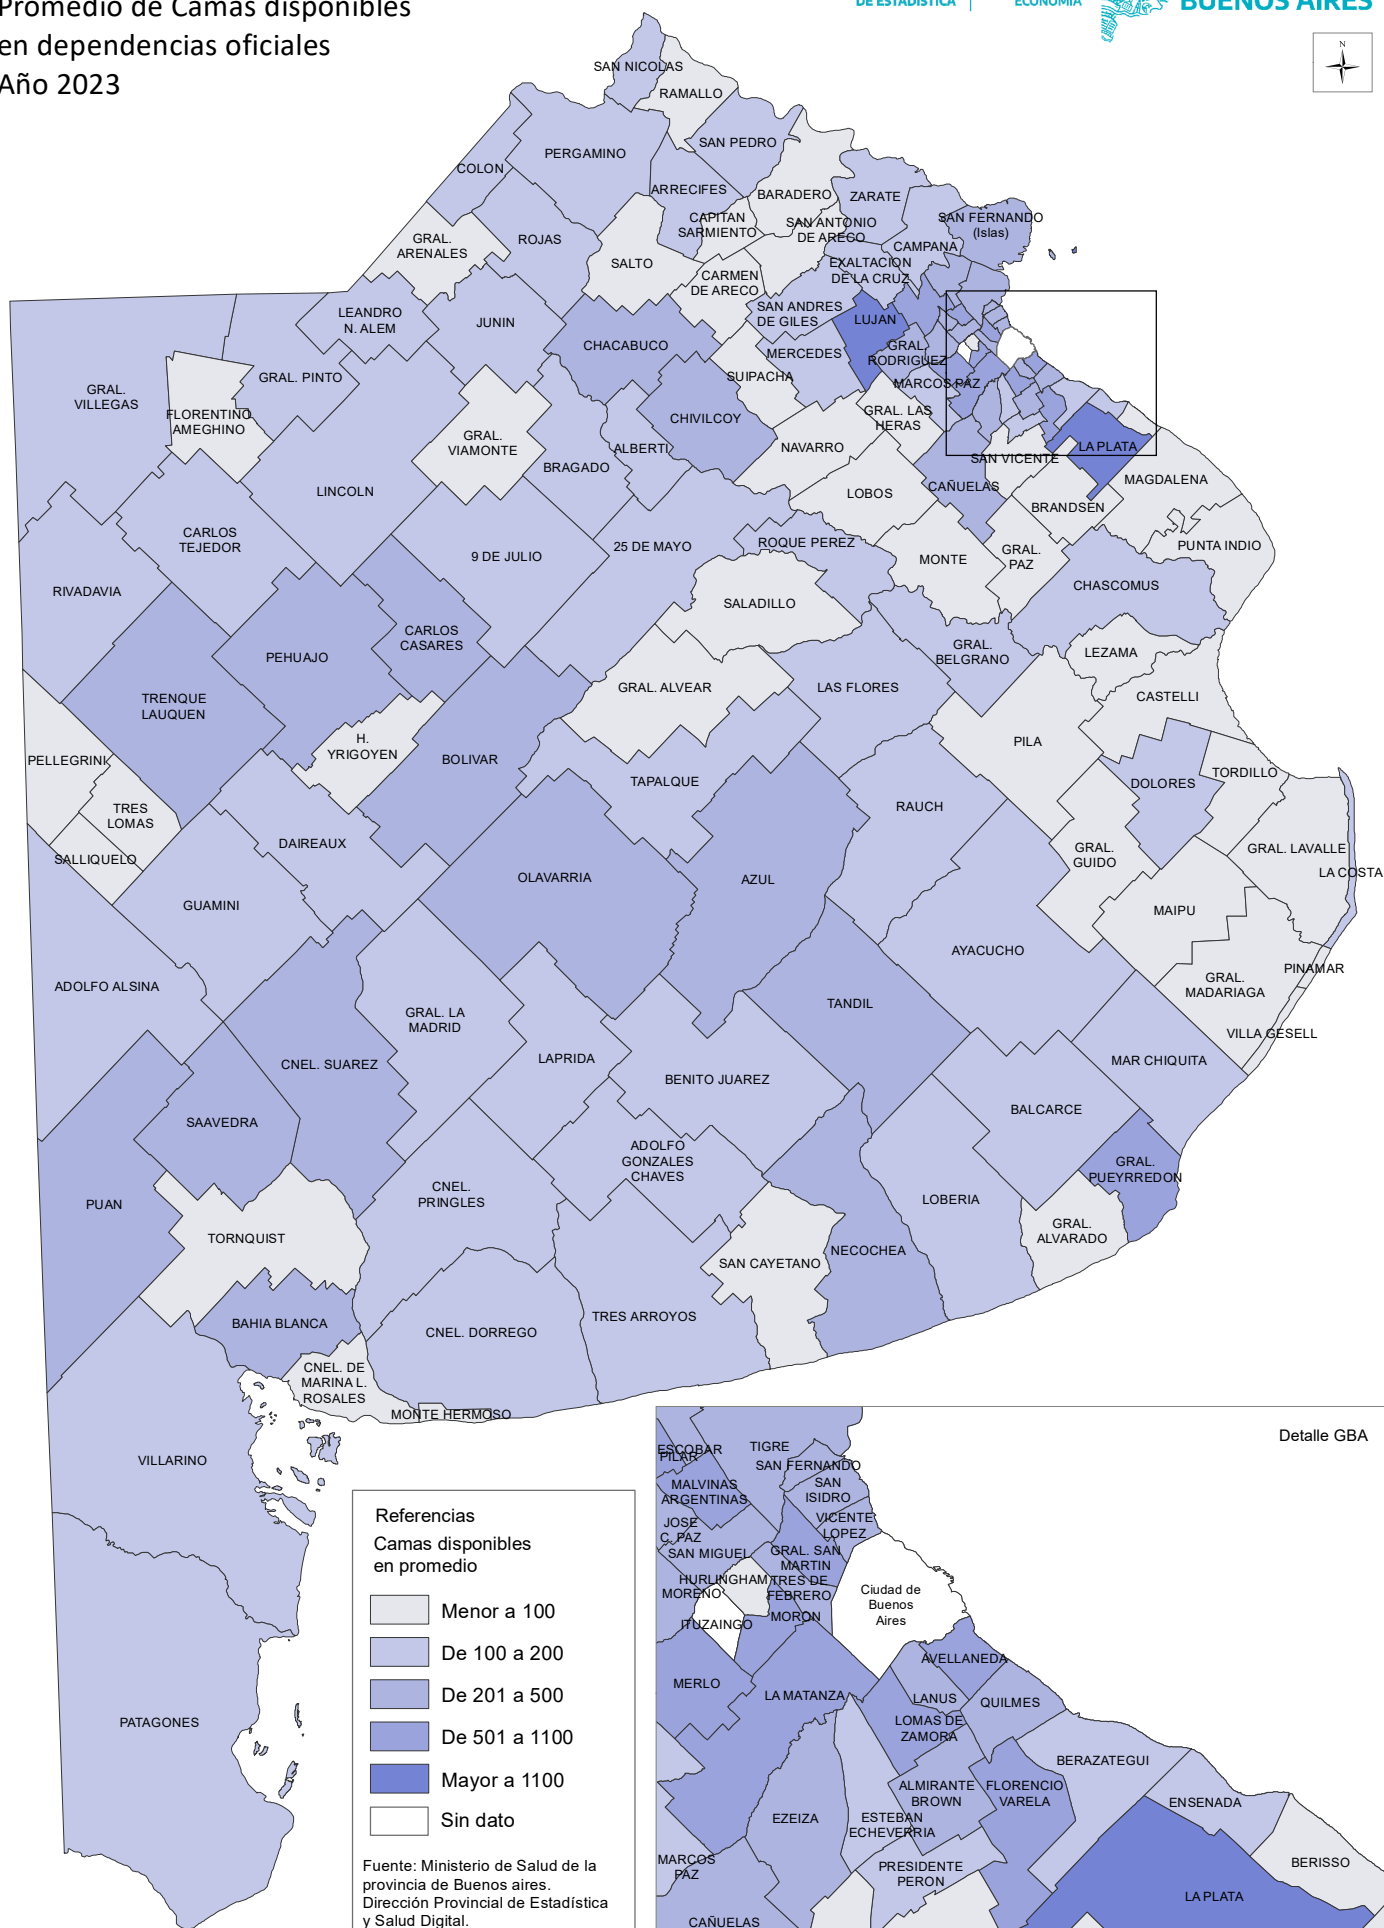 Promedio de Camas disponibles
en dependencias oficiales
Año 2023
DE ESTADÍSTICA
ECONOMÍA
BUENOS AIRES
N
SAN NICOLAS
RAMALLO
COLON
PERGAMINO
SAN PEDRO
ARRECIFES
BARADERO
ZARATE
CAPITAN
SARMIENTO
SAN ANTONIO
DE ARECO
SAN FERNANDO
(Islas)
GRAL.
ARENALES
ROJAS
SALTO
CAMPANA
CARMEN
DE ARECO
EXALTACION
DE LA CRUZ
LEANDRO
N. ALEM
JUNIN
SAN ANDRES
DE GILES
LUJAN
CHACABUCO
MERCEDES
GRAL.
RODRIGUEZ
GRAL.
VILLEGAS
GRAL. PINTO
SUIPACHA
MARCOS PAZ
FLORENTINO
AMEGHINO
GRAL.
VIAMONTE
ALBERTI
CHIVILCOY
GRAL. LAS
HERAS
NAVARRO
LA PLATA
SAN VICENTE
BRAGADO
LINCOLN
LOBOS
CAÑUELAS
MAGDALENA
BRANDSEN
CARLOS
TEJEDOR
9 DE JULIO
25 DE MAYO
ROQUE PEREZ
MONTE
GRAL.
PAZ
PUNTA INDIO
RIVADAVIA
SALADILLO
CHASCOMUS
CARLOS
CASARES
PEHUAJO
GRAL.
BELGRANO
LEZAMA
TRENQUE
LAUQUEN
GRAL. ALVEAR
LAS FLORES
CASTELLI
PELLEGRINI
H.
YRIGOYEN
BOLIVAR
PILA
TAPALQUE
DOLORES
TORDILLO
TRES
LOMAS
RAUCH
SALLIQUELO
DAIREAUX
GRAL.
GUIDO
GRAL. LAVALLE
LA COSTA
GUAMINI
OLAVARRIA
AZUL
MAIPU
AYACUCHO
ADOLFO ALSINA
GRAL. LA
MADRID
TANDIL
GRAL.
MADARIAGA
PINAMAR
VILLA GESELL
CNEL. SUAREZ
LAPRIDA
BENITO JUAREZ
MAR CHIQUITA
SAAVEDRA
BALCARCE
ADOLFO
GONZALES
CHAVES
GRAL.
PUEYRREDON
PUAN
CNEL.
PRINGLES
LOBERIA
TORNQUIST
GRAL.
ALVARADO
SAN CAYETANO
NECOCHEA
BAHIA BLANCA
CNEL. DORREGO
TRES ARROYOS
CNEL. DE
MARINA L.
ROSALES
MONTE HERMOSO
VILLARINO
PATAGONES
Referencias
Camas disponibles
en promedio
Menor a 100
De 100 a 200
De 201 a 500
De 501 a 1100
Mayor a 1100
Sin dato
Fuente: Ministerio de Salud de la
provincia de Buenos aires.
Dirección Provincial de Estadística
y Salud Digital.
Detalle GBA
ESCOBAR
PILAR
TIGRE
SAN FERNANDO
MALVINAS
ARGENTINAS
SAN
ISIDRO
JOSE
C. PAZ
VICENTE
LOPEZ
SAN MIGUEL
GRAL. SAN
MARTIN
HURLINGHAM
TRES DE
FEBRERO
MORENO
ITUZAINGO
MORON
Ciudad de
Buenos
Aires
MERLO
LA MATANZA
AVELLANEDA
LANUS
QUILMES
LOMAS DE
ZAMORA
BERAZATEGUI
ALMIRANTE
BROWN
FLORENCIO
VARELA
EZEIZA
ESTEBAN
ECHEVERRIA
ENSENADA
MARCOS
PAZ
PRESIDENTE
PERON
BERISSO
LA PLATA
CAÑUELAS